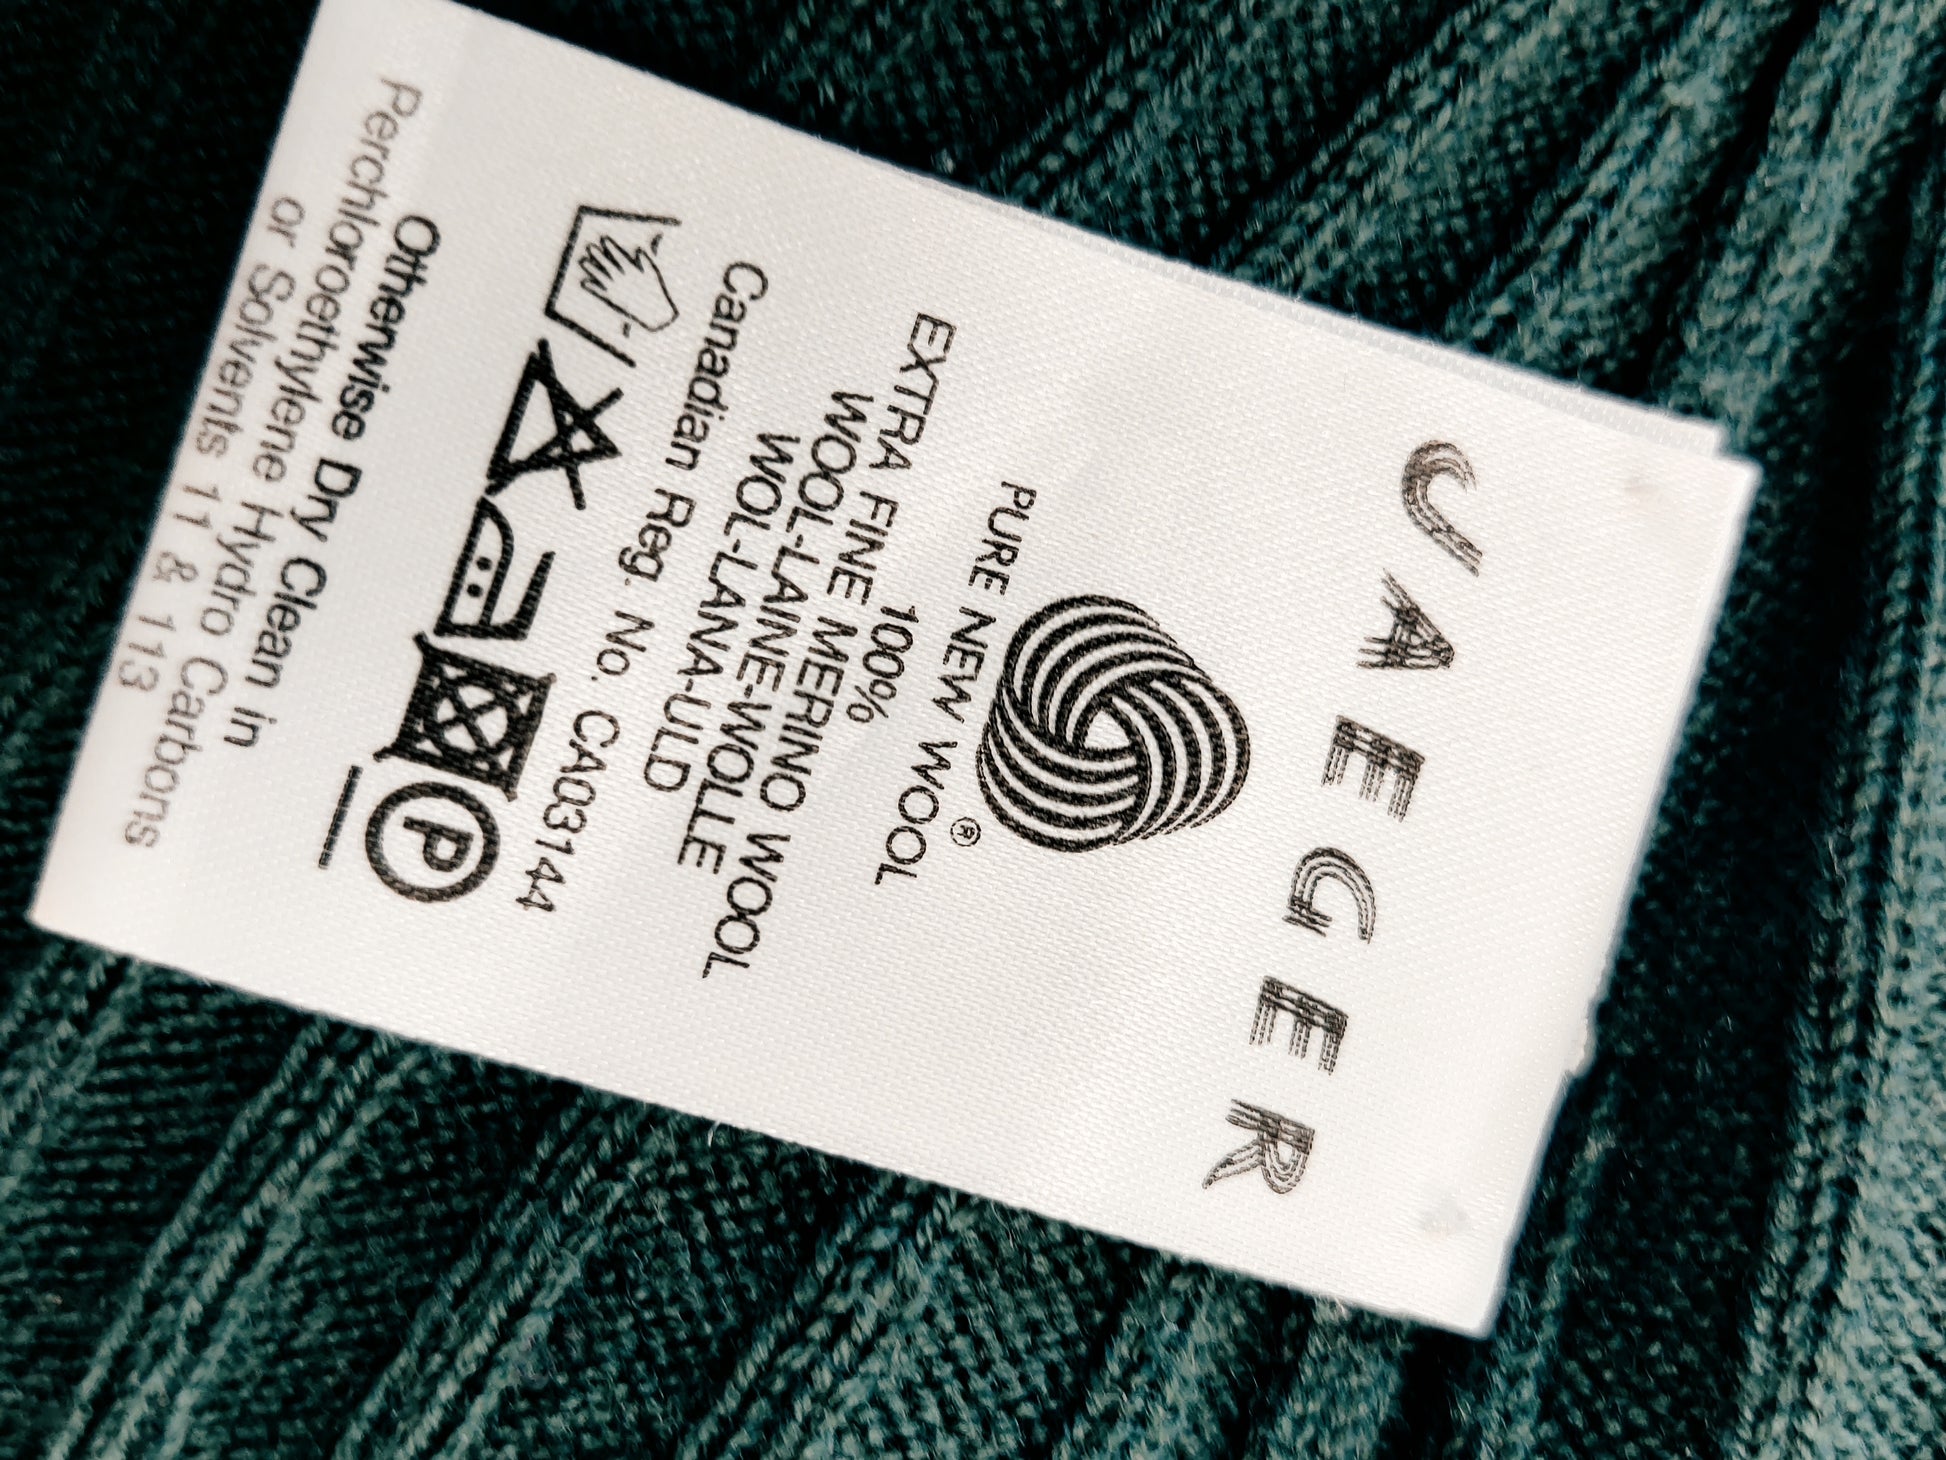 JAEGER
®
PURE NEW WOOL
100%
EXTRA FINE MERINO WOOL
WOOL-LAINE-WOLLE
WOL-LANA-ULD
Canadian Reg. No. CA03144
P
Otherwise Dry Clean in
Perchloroethylene Hydro Carbons
or Solvents 11 & 113